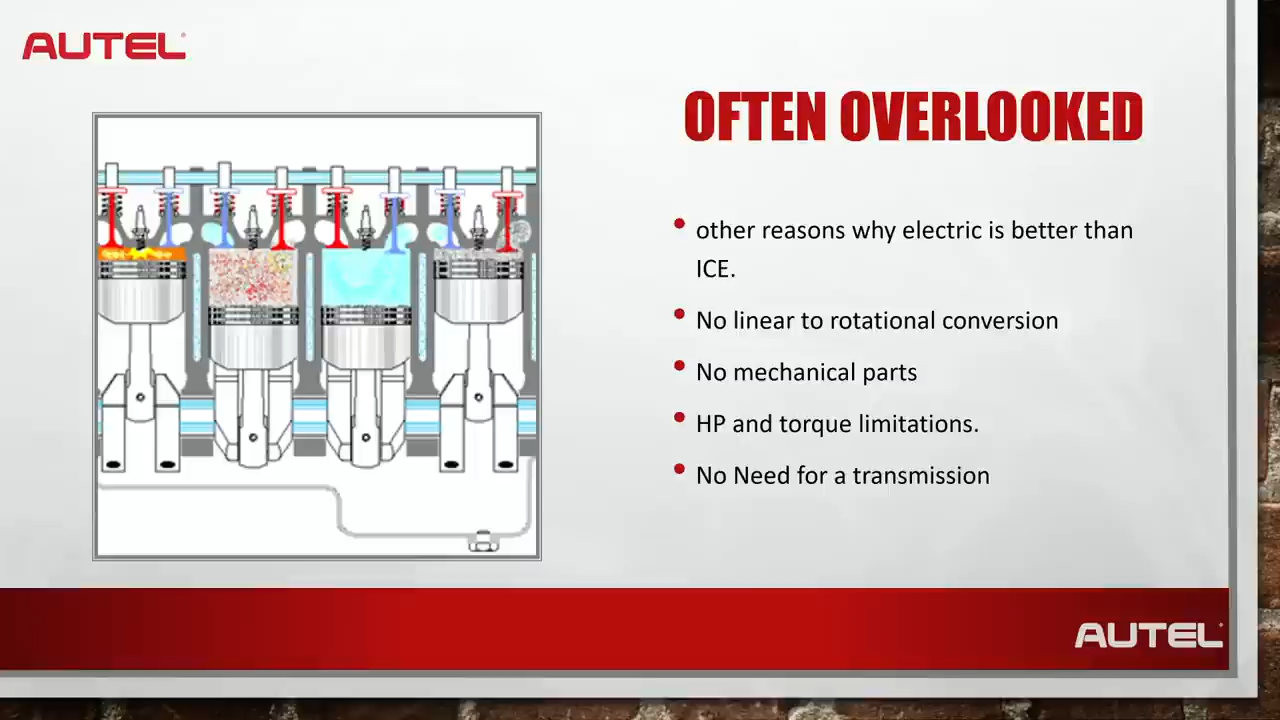 AUTEL
OFTEN OVERLOOKED
• other reasons why electric is better than
ICE.
• No linear to rotational conversion
• No mechanical parts
• HP and torque limitations.
• No Need for a transmission
AUTEL